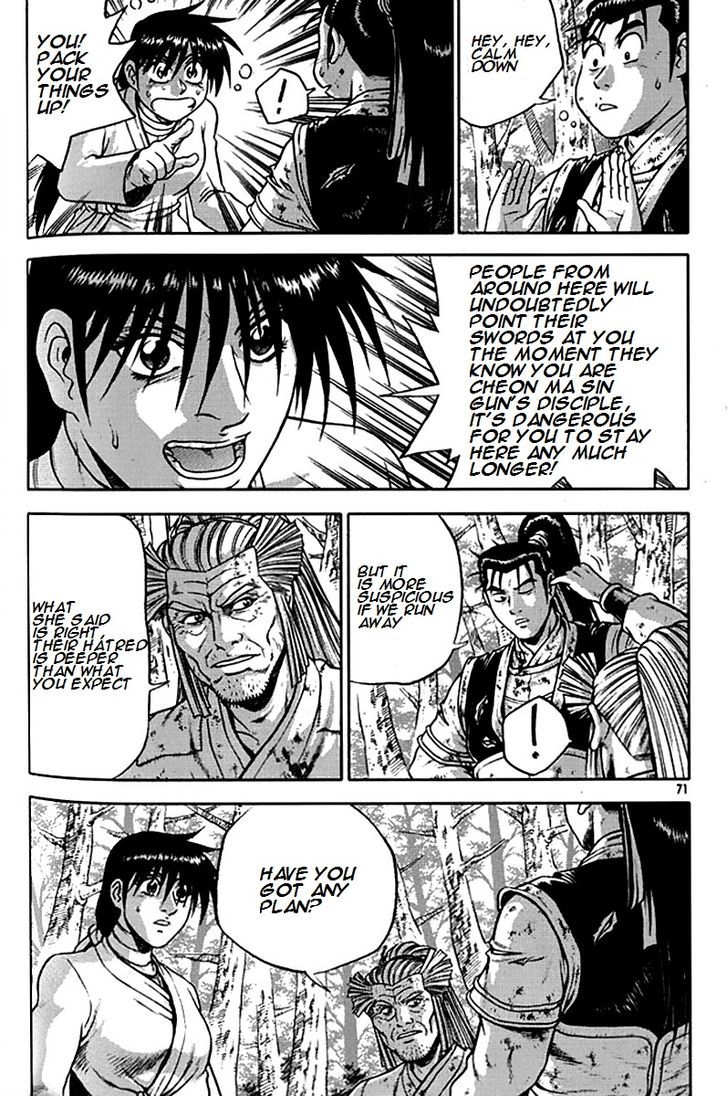 YOU!
PACK
YOUR
THINGS
UP!
!
HEY, HEY,
CALM
DOWN
PEOPLE FROM
AROUND HERE WILL
UNDOUBTEDLY
POINT THEIR
SWORDS AT YOU
THE MOMENT THEY
KNOW YOU ARE
CHEON MA SIN
GUN'S DISCIPLE,
IT'S DANGEROUS
FOR YOU TO STAY
HERE ANY MUCH
LONGER!
WHAT
SHE SAID
IS RIGHT,
THEIR HATRED
IS DEEPER
THAN WHAT
YOU EXPECT
BUT IT
IS MORE
SUSPICIOUS
IF WE RUN
AWAY
!
71
HAVE YOU
GOT ANY
PLAN?